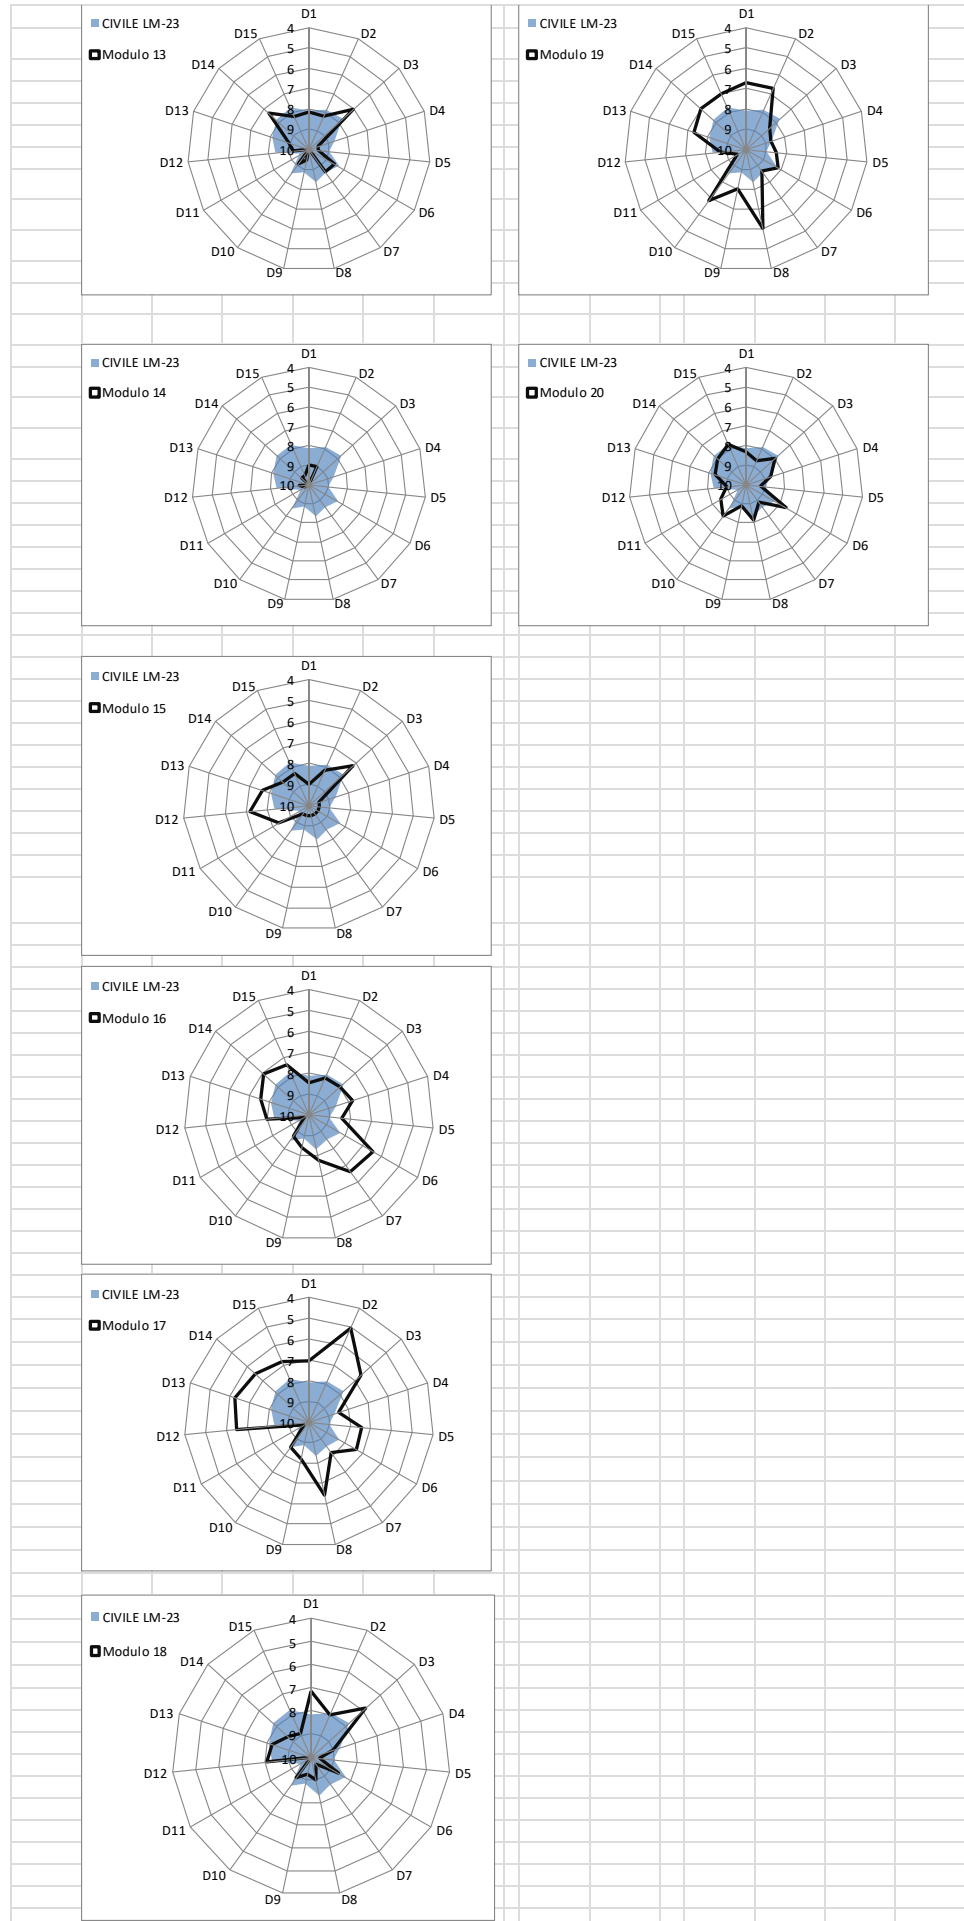 D1
CIVILE LM-23
Modulo 13
4
5
6
7
8
9
10
D2
D3
D4
D5
D6
D7
D8
D9
D10
D11
D12
D13
D14
D15
D1
CIVILE LM-23
Modulo 19
4
5
6
7
8
9
10
D2
D3
D4
D5
D6
D7
D8
D9
D10
D11
D12
D13
D14
D15
D1
CIVILE LM-23
Modulo 14
4
5
6
7
8
9
10
D2
D3
D4
D5
D6
D7
D8
D9
D10
D11
D12
D13
D14
D15
D1
CIVILE LM-23
Modulo 20
4
5
6
7
8
9
10
D2
D3
D4
D5
D6
D7
D8
D9
D10
D11
D12
D13
D14
D15
D1
CIVILE LM-23
Modulo 15
4
5
6
7
8
9
10
D2
D3
D4
D5
D6
D7
D8
D9
D10
D11
D12
D13
D14
D15
D1
CIVILE LM-23
Modulo 16
4
5
6
7
8
9
10
D2
D3
D4
D5
D6
D7
D8
D9
D10
D11
D12
D13
D14
D15
D1
CIVILE LM-23
Modulo 17
4
5
6
7
8
9
10
D2
D3
D4
D5
D6
D7
D8
D9
D10
D11
D12
D13
D14
D15
D1
CIVILE LM-23
Modulo 18
4
5
6
7
8
9
10
D2
D3
D4
D5
D6
D7
D8
D9
D10
D11
D12
D13
D14
D15